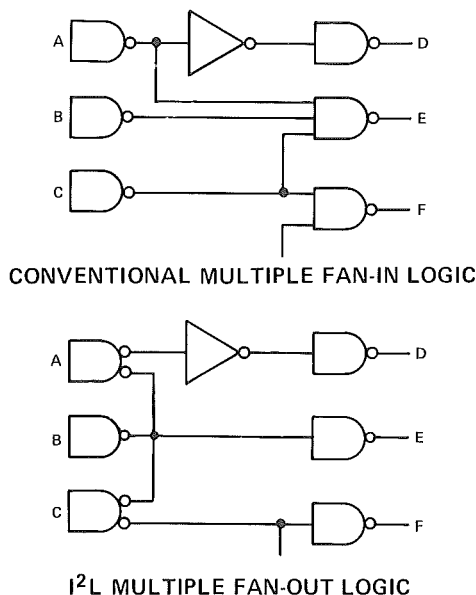 A
D
B
E
C
F
CONVENTIONAL MULTIPLE FAN-IN LOGIC
A
D
B
E
C
F
I²L MULTIPLE FAN-OUT LOGIC